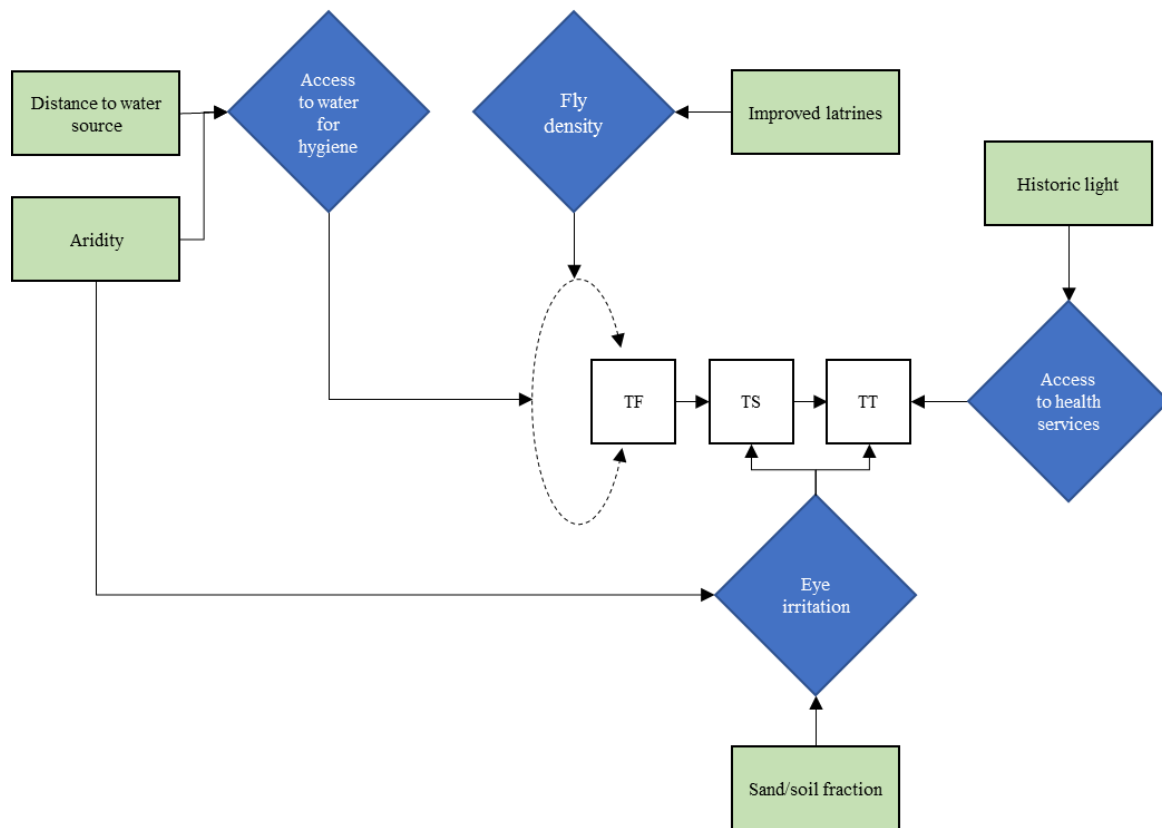 Distance to water
source
Access
to water
for
hygiene
Fly
density
Improved latrines
Historic light
Aridity
TF
TS
TT
Access
to health
services
Eye
irritation
Sand/soil fraction